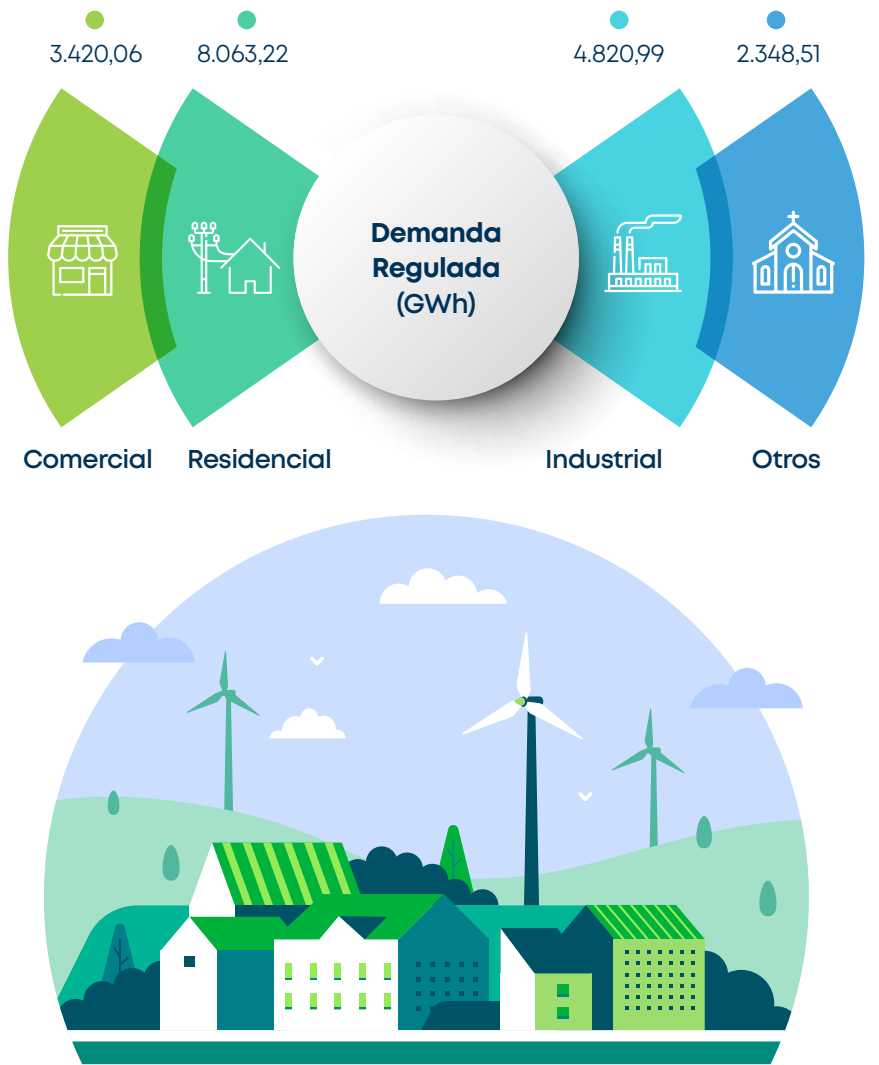 3.420,06
8.063,22
4.820,99
2.348,51
Demanda
Regulada
(GWh)
Comercial
Residencial
Industrial
Otros